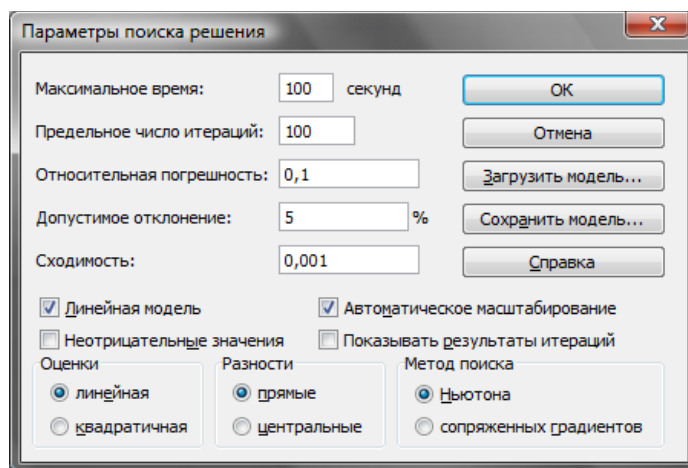 Параметры поиска решения
Максимальное время: 100 секунд OK
Предельное число итераций: 100 Отмена
Относительная погрешность: 0,1 Загрузить модель...
Допустимое отклонение: 5 % Сохранить модель...
Сходимость: 0,001 Справка
Линейная модель Автоматическое масштабирование
Неотрицательные значения Показывать результаты итераций
Оценки Разности Метод поиска
линейная прямые Ньютона
квадратичная центральные сопряженных градиентов